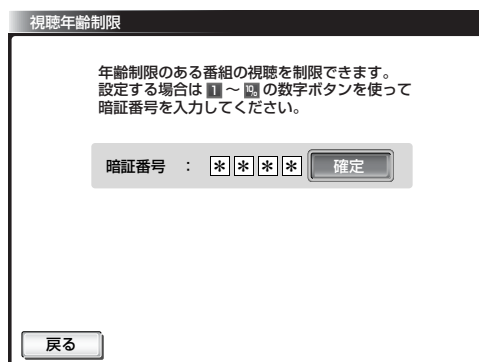 視聴年齢制限
年齢制限のある番組の視聴を制限できます。
設定する場合は 1 ～ 10 の数字ボタンを使って
暗証番号を入力してください。
暗証番号 ： ＊＊＊＊ 確定
戻る